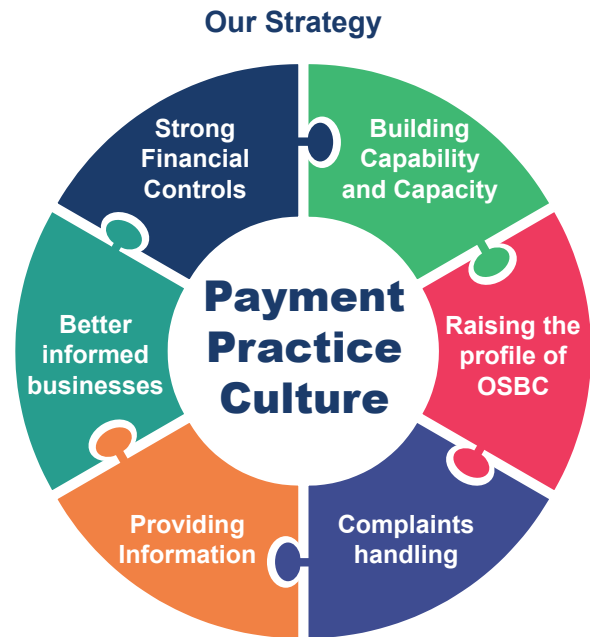 Our Strategy
Strong
Financial
Controls
Building
Capability
and Capacity
Better
informed
businesses
Payment
Practice
Culture
Raising the
profile of
OSBC
Providing
Information
Complaints
handling